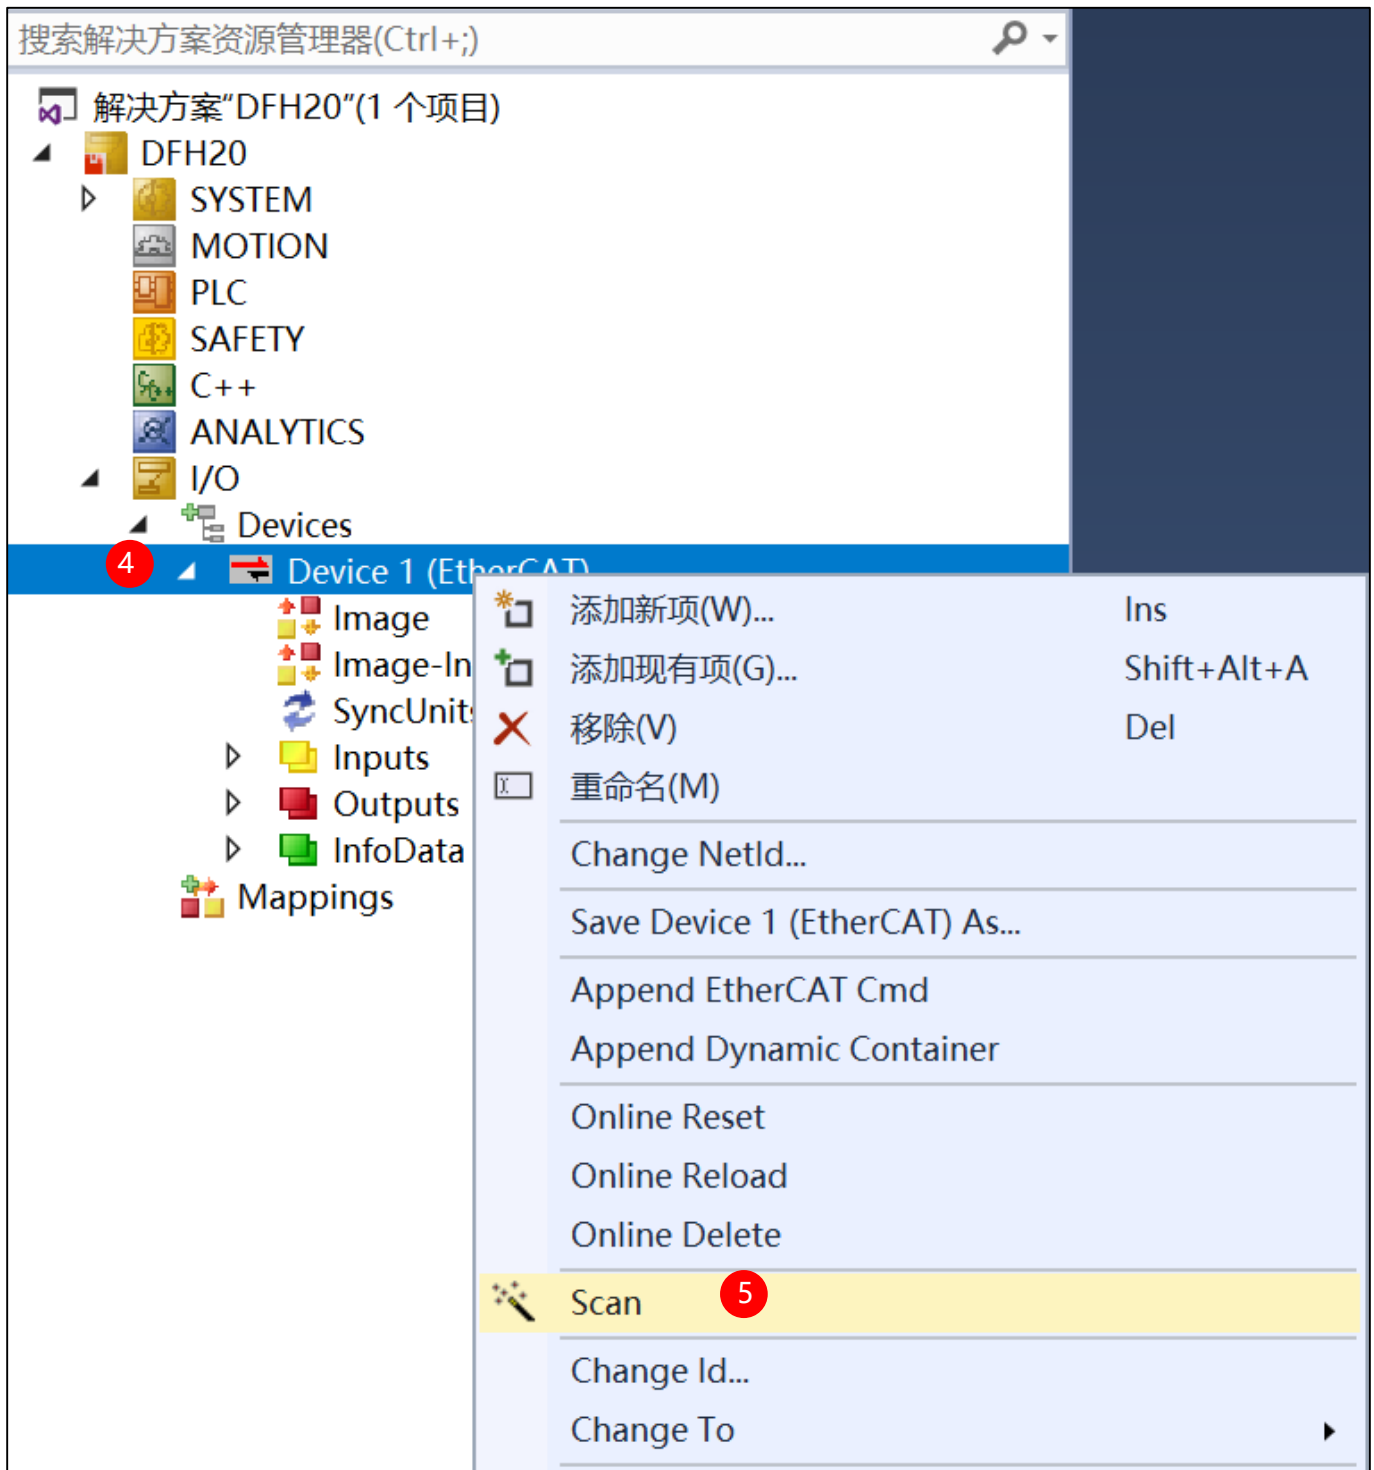 搜索解决方案资源管理器(Ctrl+;)
解决方案"DFH20"(1 个项目)
DFH20
SYSTEM
MOTION
PLC
SAFETY
C++
ANALYTICS
I/O
Devices
4 Device 1 (EtherCAT)
Image
Image-In
SyncUnits
Inputs
Outputs
InfoData
Mappings
添加新项(W)... Ins
添加现有项(G)... Shift+Alt+A
移除(V) Del
重命名(M)
Change NetId...
Save Device 1 (EtherCAT) As...
Append EtherCAT Cmd
Append Dynamic Container
Online Reset
Online Reload
Online Delete
Scan 5
Change Id...
Change To